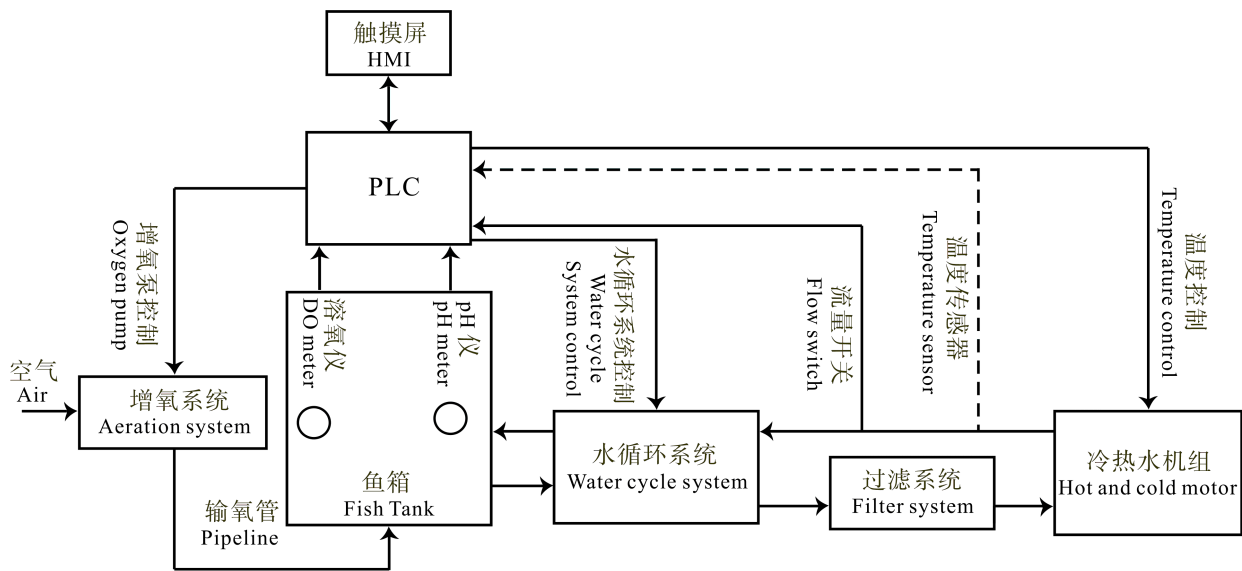 触摸屏
HMI
PLC
增氧泵控制
Oxygen pump
溶氧仪
DO meter
pH 仪
pH meter
水循环系统控制
Water cycle
System control
流量开关
Flow switch
温度传感器
Temperature sensor
温度控制
Temperature control
空气
Air
增氧系统
Aeration system
鱼箱
Fish Tank
水循环系统
Water cycle system
过滤系统
Filter system
冷热水机组
Hot and cold motor
输氧管
Pipeline